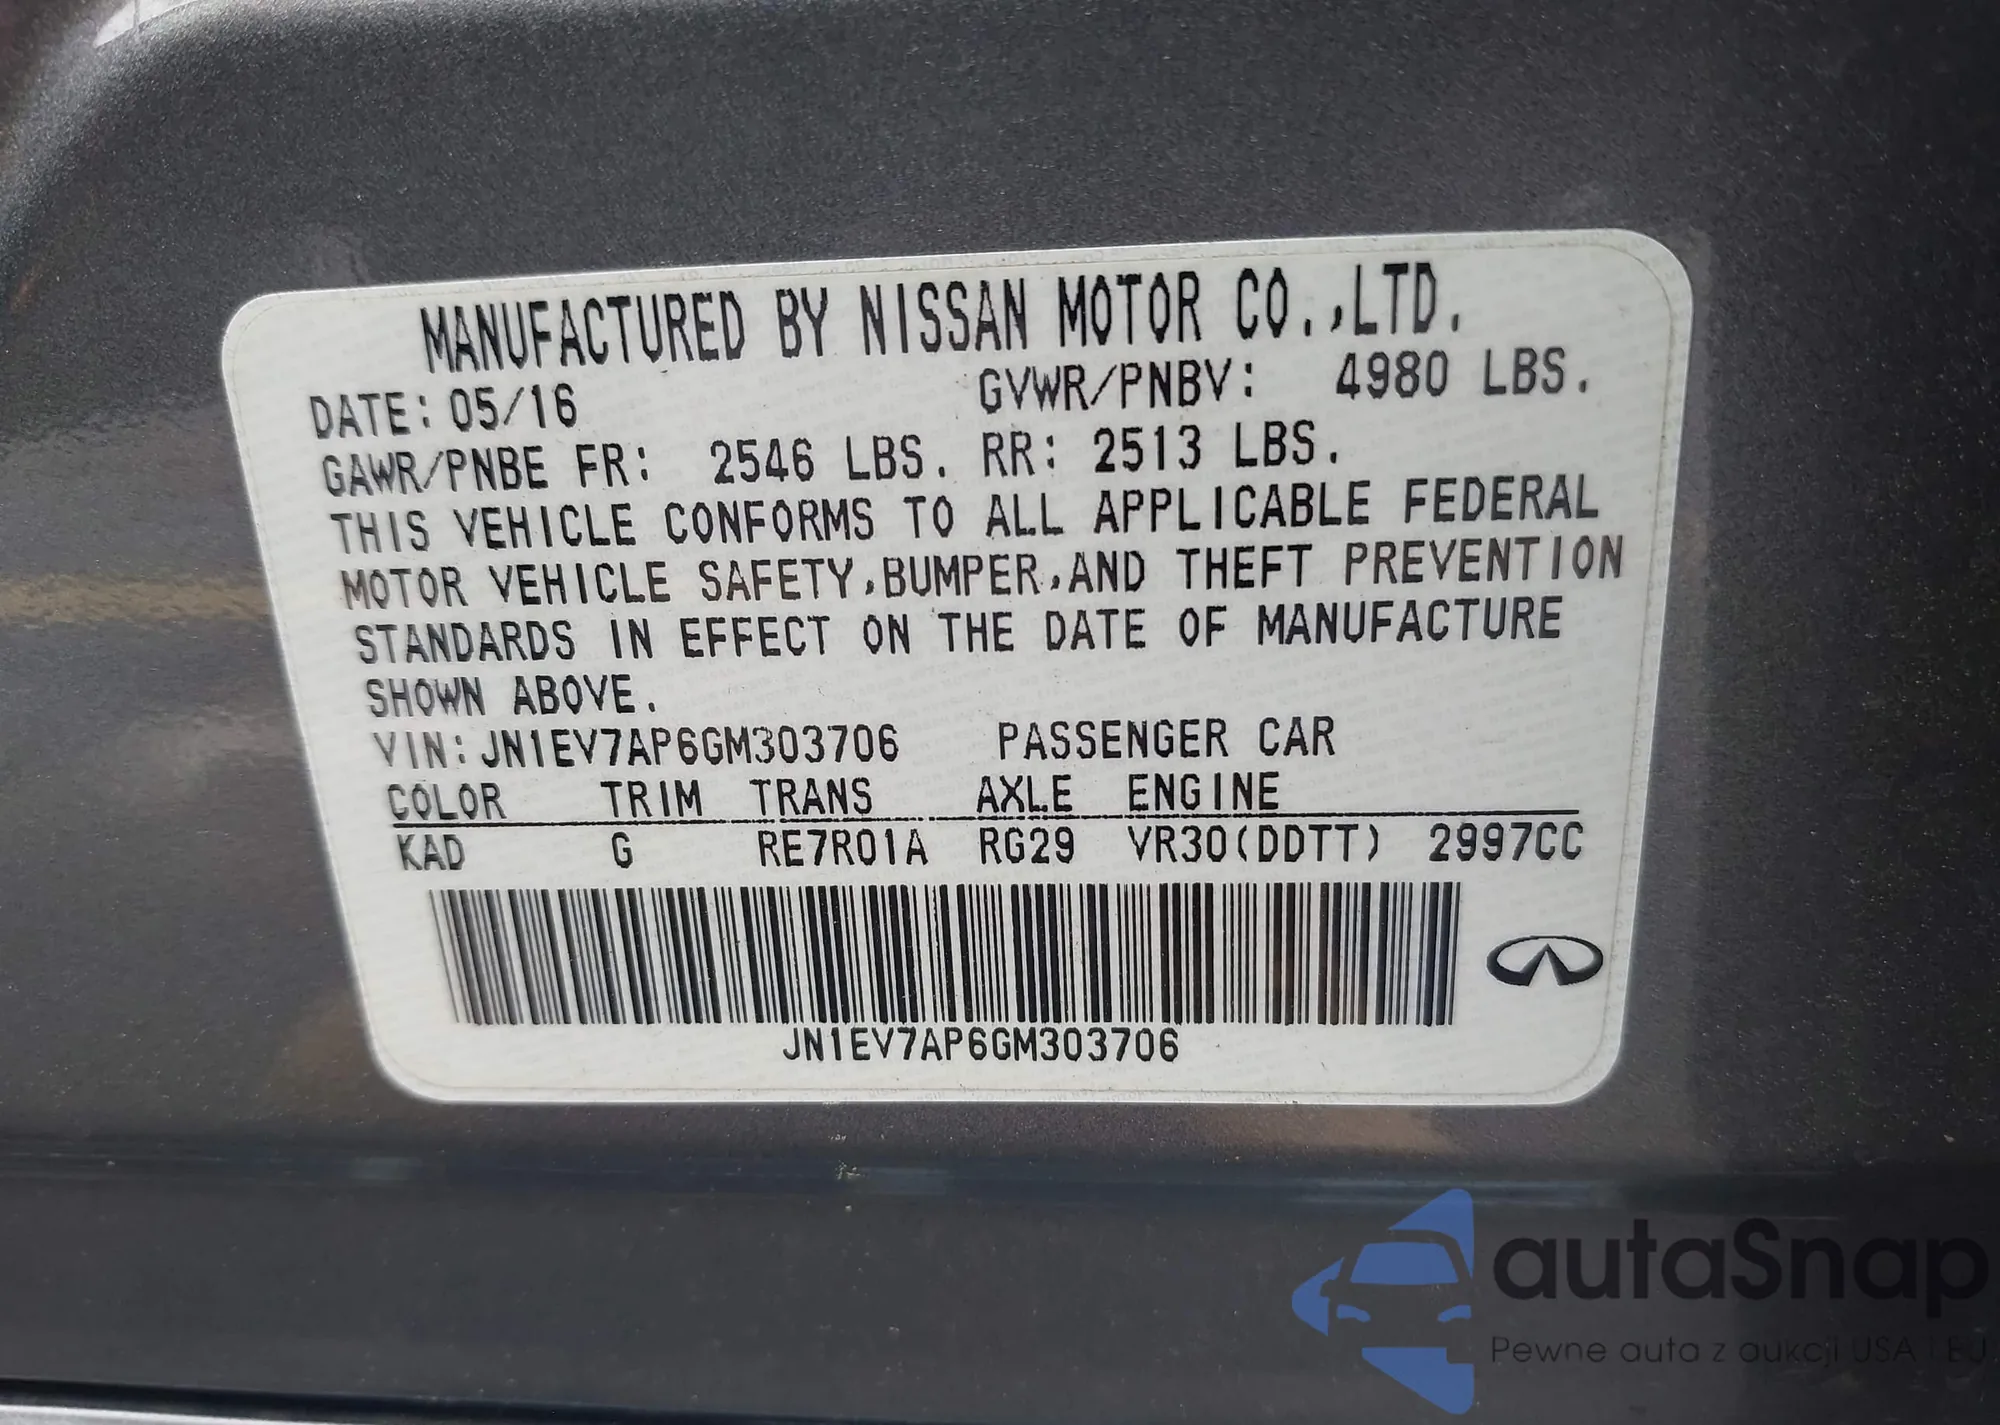 MANUFACTURED BY NISSAN MOTOR CO.,LTD.
DATE: 05/16 GVWR/PNBV: 4980 LBS.
GAWR/PNBE FR: 2546 LBS. RR: 2513 LBS.
THIS VEHICLE CONFORMS TO ALL APPLICABLE FEDERAL
MOTOR VEHICLE SAFETY,BUMPER,AND THEFT PREVENTION
STANDARDS IN EFFECT ON THE DATE OF MANUFACTURE
SHOWN ABOVE.
VIN:JN1EV7AP6GM303706 PASSENGER CAR
COLOR TRIM TRANS AXLE ENGINE
KAD G RE7R01A RG29 VR30(DDTT) 2997CC
JN1EV7AP6GM303706
autaSnap
Pewne auta z aukcji USA i EU